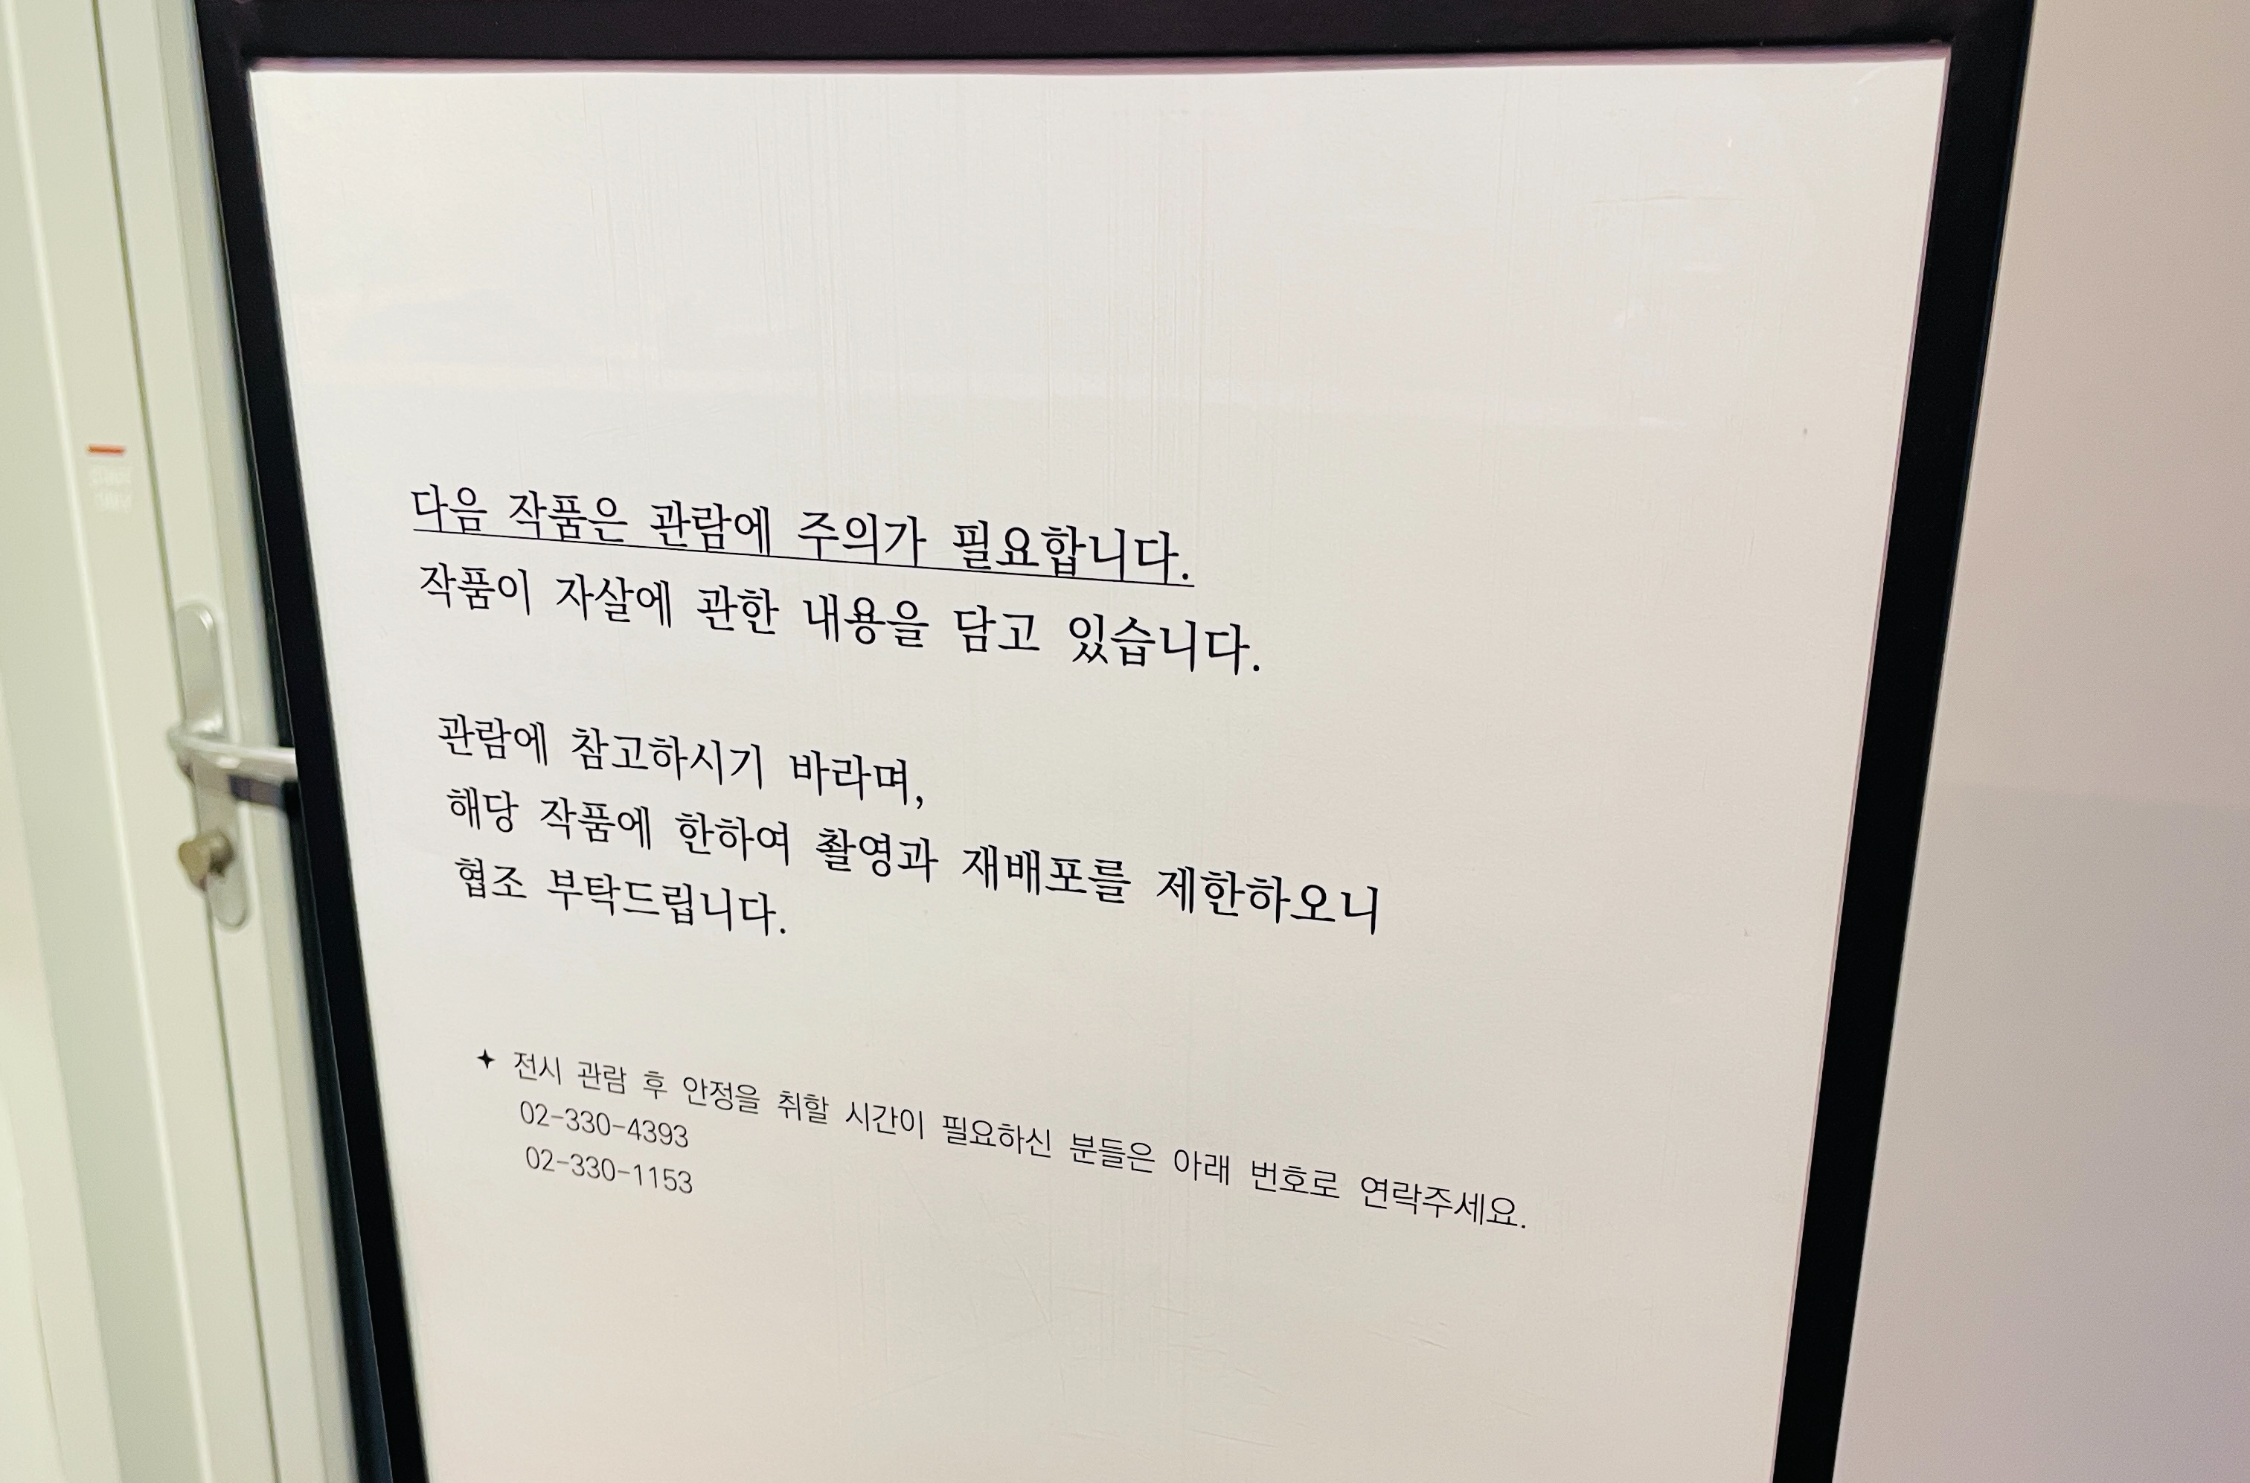 다음 작품은 관람에 주의가 필요합니다.
작품이 자살에 관한 내용을 담고 있습니다.
관람에 참고하시기 바라며,
해당 작품에 한하여 촬영과 재배포를 제한하오니
협조 부탁드립니다.
✦ 전시 관람 후 안정을 취할 시간이 필요하신 분들은 아래 번호로 연락주세요.
02-330-4393
02-330-1153